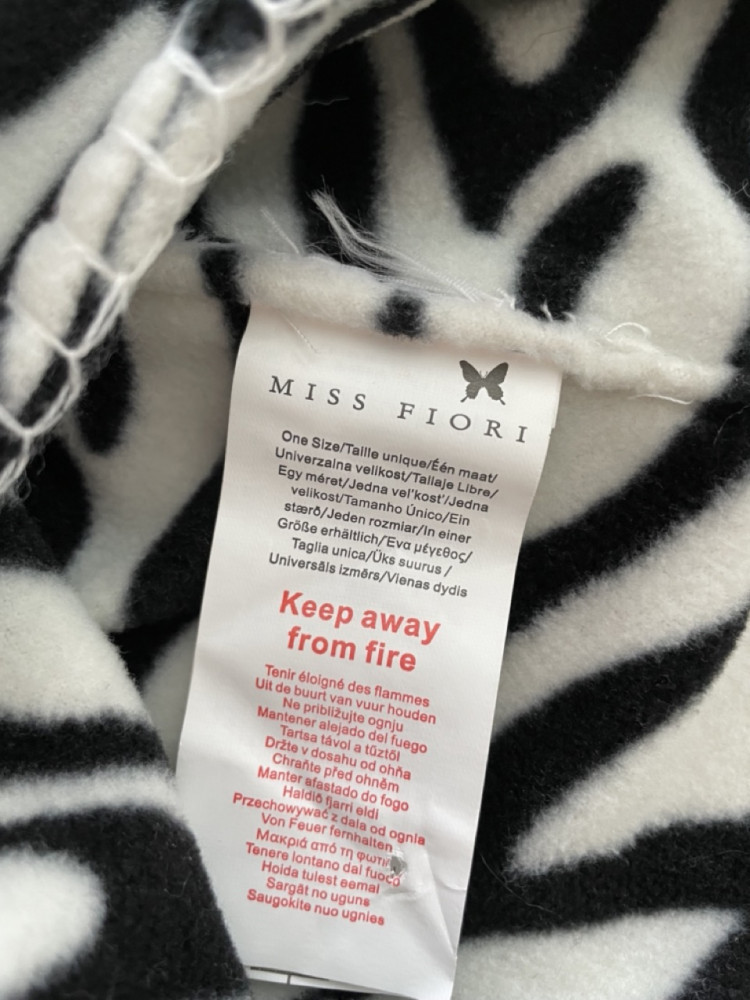 MISS FIORI
One Size/Taille unique/Één maat/
Univerzalna velikost/Tallaje Libre/
Egy méret/Jedna vel'kost'/Jedna
velikost/Tamanho Único/Ein
stærð/Jeden rozmiar/In einer
Größe erhältlich/Ένα μέγεθος/
Taglia unica/Üks suurus /
Universāls izmērs/Vienas dydis
Keep away
from fire
Tenir éloigné des flammes
Uit de buurt van vuur houden
Ne približujte ognju
Mantener alejado del fuego
Tartsa távol a tűztől
Držte v dosahu od ohňa
Chraňte před ohněm
Manter afastado do fogo
Haldið fjarri eldi
Przechowywać z dala od ognia
Von Feuer fernhalten
Μακριά από τη φωτιά
Tenere lontano dal fuoco
Hoida tulest eemal
Sargāt no uguns
Saugokite nuo ugnies